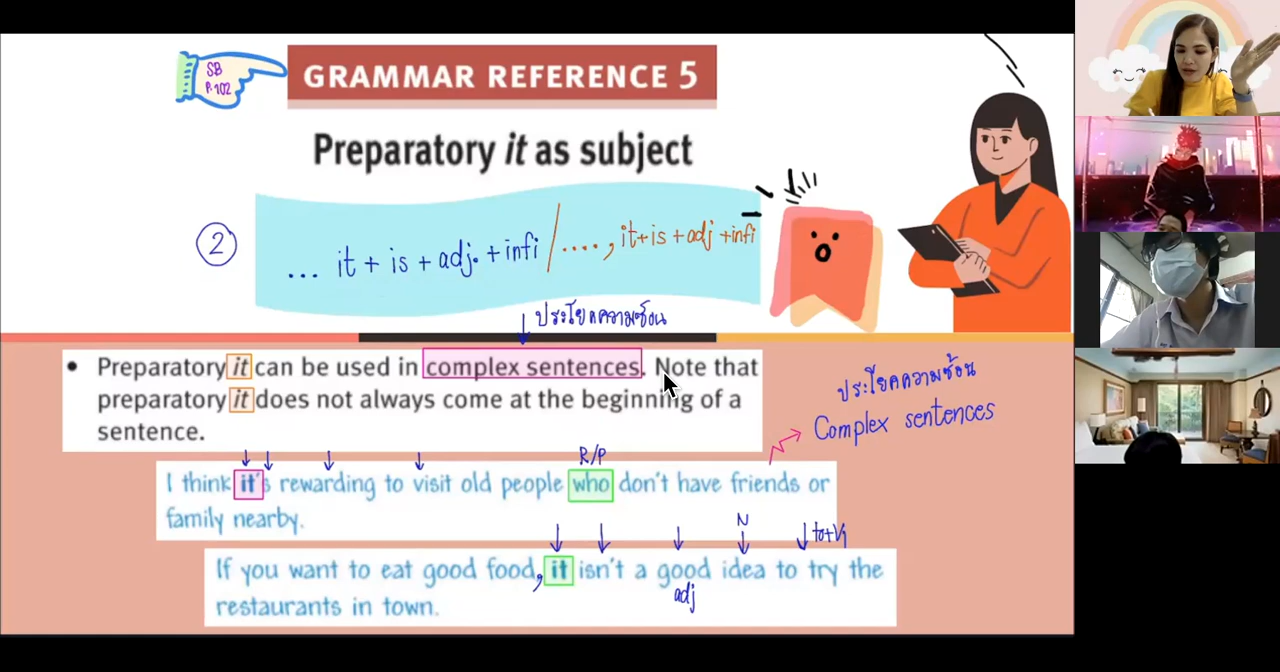 SB
P.102
GRAMMAR REFERENCE 5
Preparatory it as subject
2
... it + is + adj. + infi / ...., it+is +adj +infi
ประโยคความซ้อน
• Preparatory it can be used in complex sentences. Note that
preparatory it does not always come at the beginning of a
sentence.
ประโยคความซ้อน
Complex sentences
R/P
I think it's rewarding to visit old people who don't have friends or
family nearby.
N
to+V1
If you want to eat good food, it isn't a good idea to try the
adj
restaurants in town.